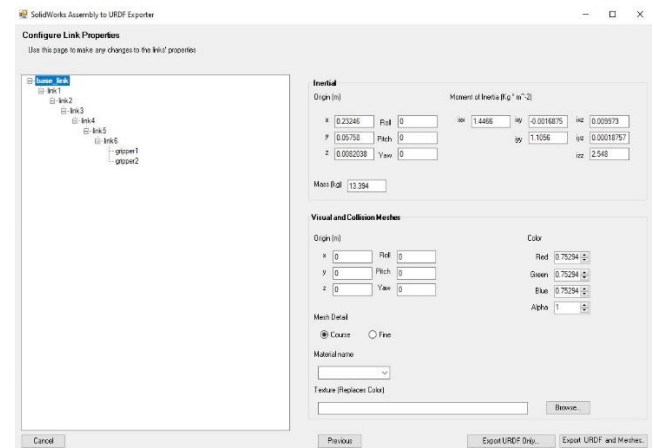 SolidWorks Assembly to URDF Exporter
Configure Link Properties
Use this page to make any changes to the links' properties
base_link
link1
link2
link3
link4
link5
link6
gripper1
gripper2
Inertial
Origin (m) Moment of Inertia (Kg * m^-2)
x 0.23246 Roll 0 ixx 1.4466 ixy -0.0016875 ixz 0.009973
y 0.05758 Pitch 0 iyy 1.1056 iyz 0.00018757
z 0.0082038 Yaw 0 izz 2.548
Mass (kg) 13.394
Visual and Collision Meshes
Origin (m) Color
x 0 Roll 0 Red 0.75294
y 0 Pitch 0 Green 0.75294
z 0 Yaw 0 Blue 0.75294
Alpha 1
Mesh Detail
Course Fine
Material name
Texture (Replaces Color)
Browse...
Cancel Previous Export URDF Only... Export URDF and Meshes..